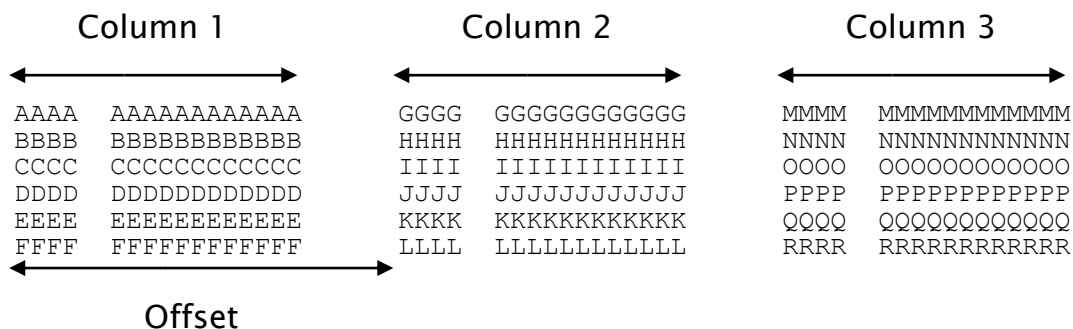 Column 1 Column 2 Column 3
AAAA AAAAAAAAAAAA GGGG GGGGGGGGGGGG MMMM MMMMMMMMMMMM
BBBB BBBBBBBBBBBB HHHH HHHHHHHHHHHH NNNN NNNNNNNNNNNN
CCCC CCCCCCCCCCCC IIII IIIIIIIIIIII OOOO OOOOOOOOOOOO
DDDD DDDDDDDDDDDD JJJJ JJJJJJJJJJJJ PPPP PPPPPPPPPPPP
EEEE EEEEEEEEEEEE KKKK KKKKKKKKKKKK QQQQ QQQQQQQQQQQQ
FFFF FFFFFFFFFFFF LLLL LLLLLLLLLLLL RRRR RRRRRRRRRRRR
Offset